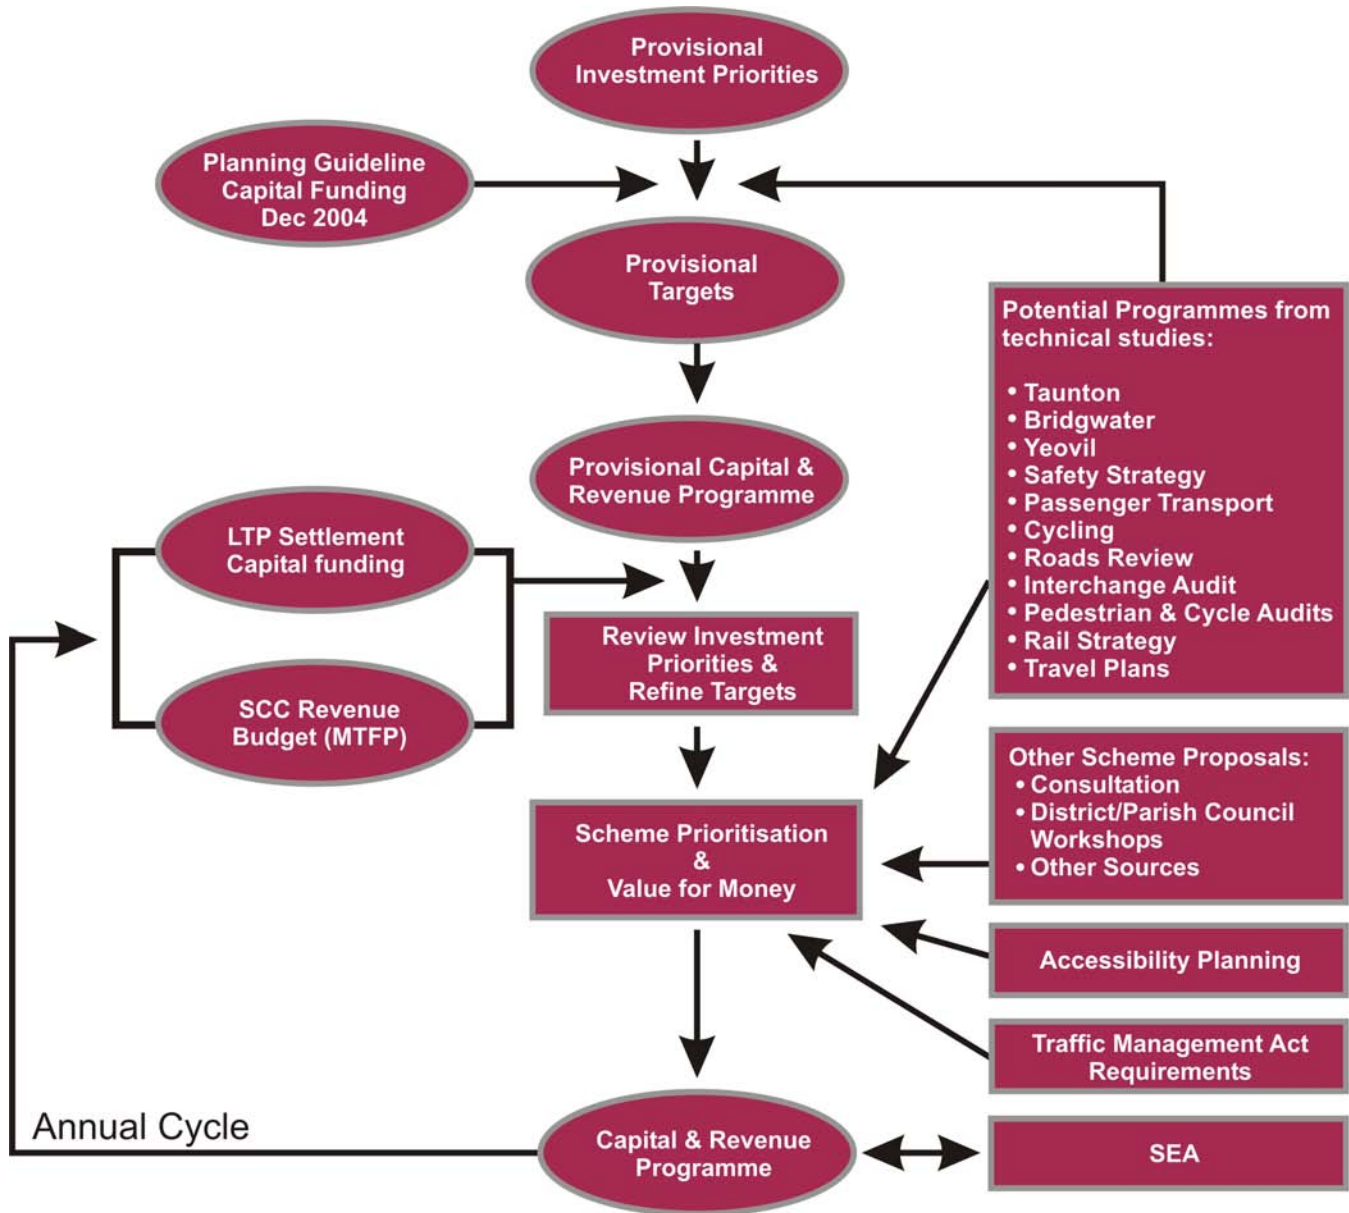 Provisional
Investment Priorities
Planning Guideline
Capital Funding
Dec 2004
Provisional
Targets
Potential Programmes from
technical studies:
• Taunton
• Bridgwater
• Yeovil
• Safety Strategy
• Passenger Transport
• Cycling
• Roads Review
• Interchange Audit
• Pedestrian & Cycle Audits
• Rail Strategy
• Travel Plans
Provisional Capital &
Revenue Programme
LTP Settlement
Capital funding
SCC Revenue
Budget (MTFP)
Review Investment
Priorities &
Refine Targets
Other Scheme Proposals:
• Consultation
• District/Parish Council
Workshops
• Other Sources
Scheme Prioritisation
&
Value for Money
Accessibility Planning
Traffic Management Act
Requirements
Annual Cycle
Capital & Revenue
Programme
SEA